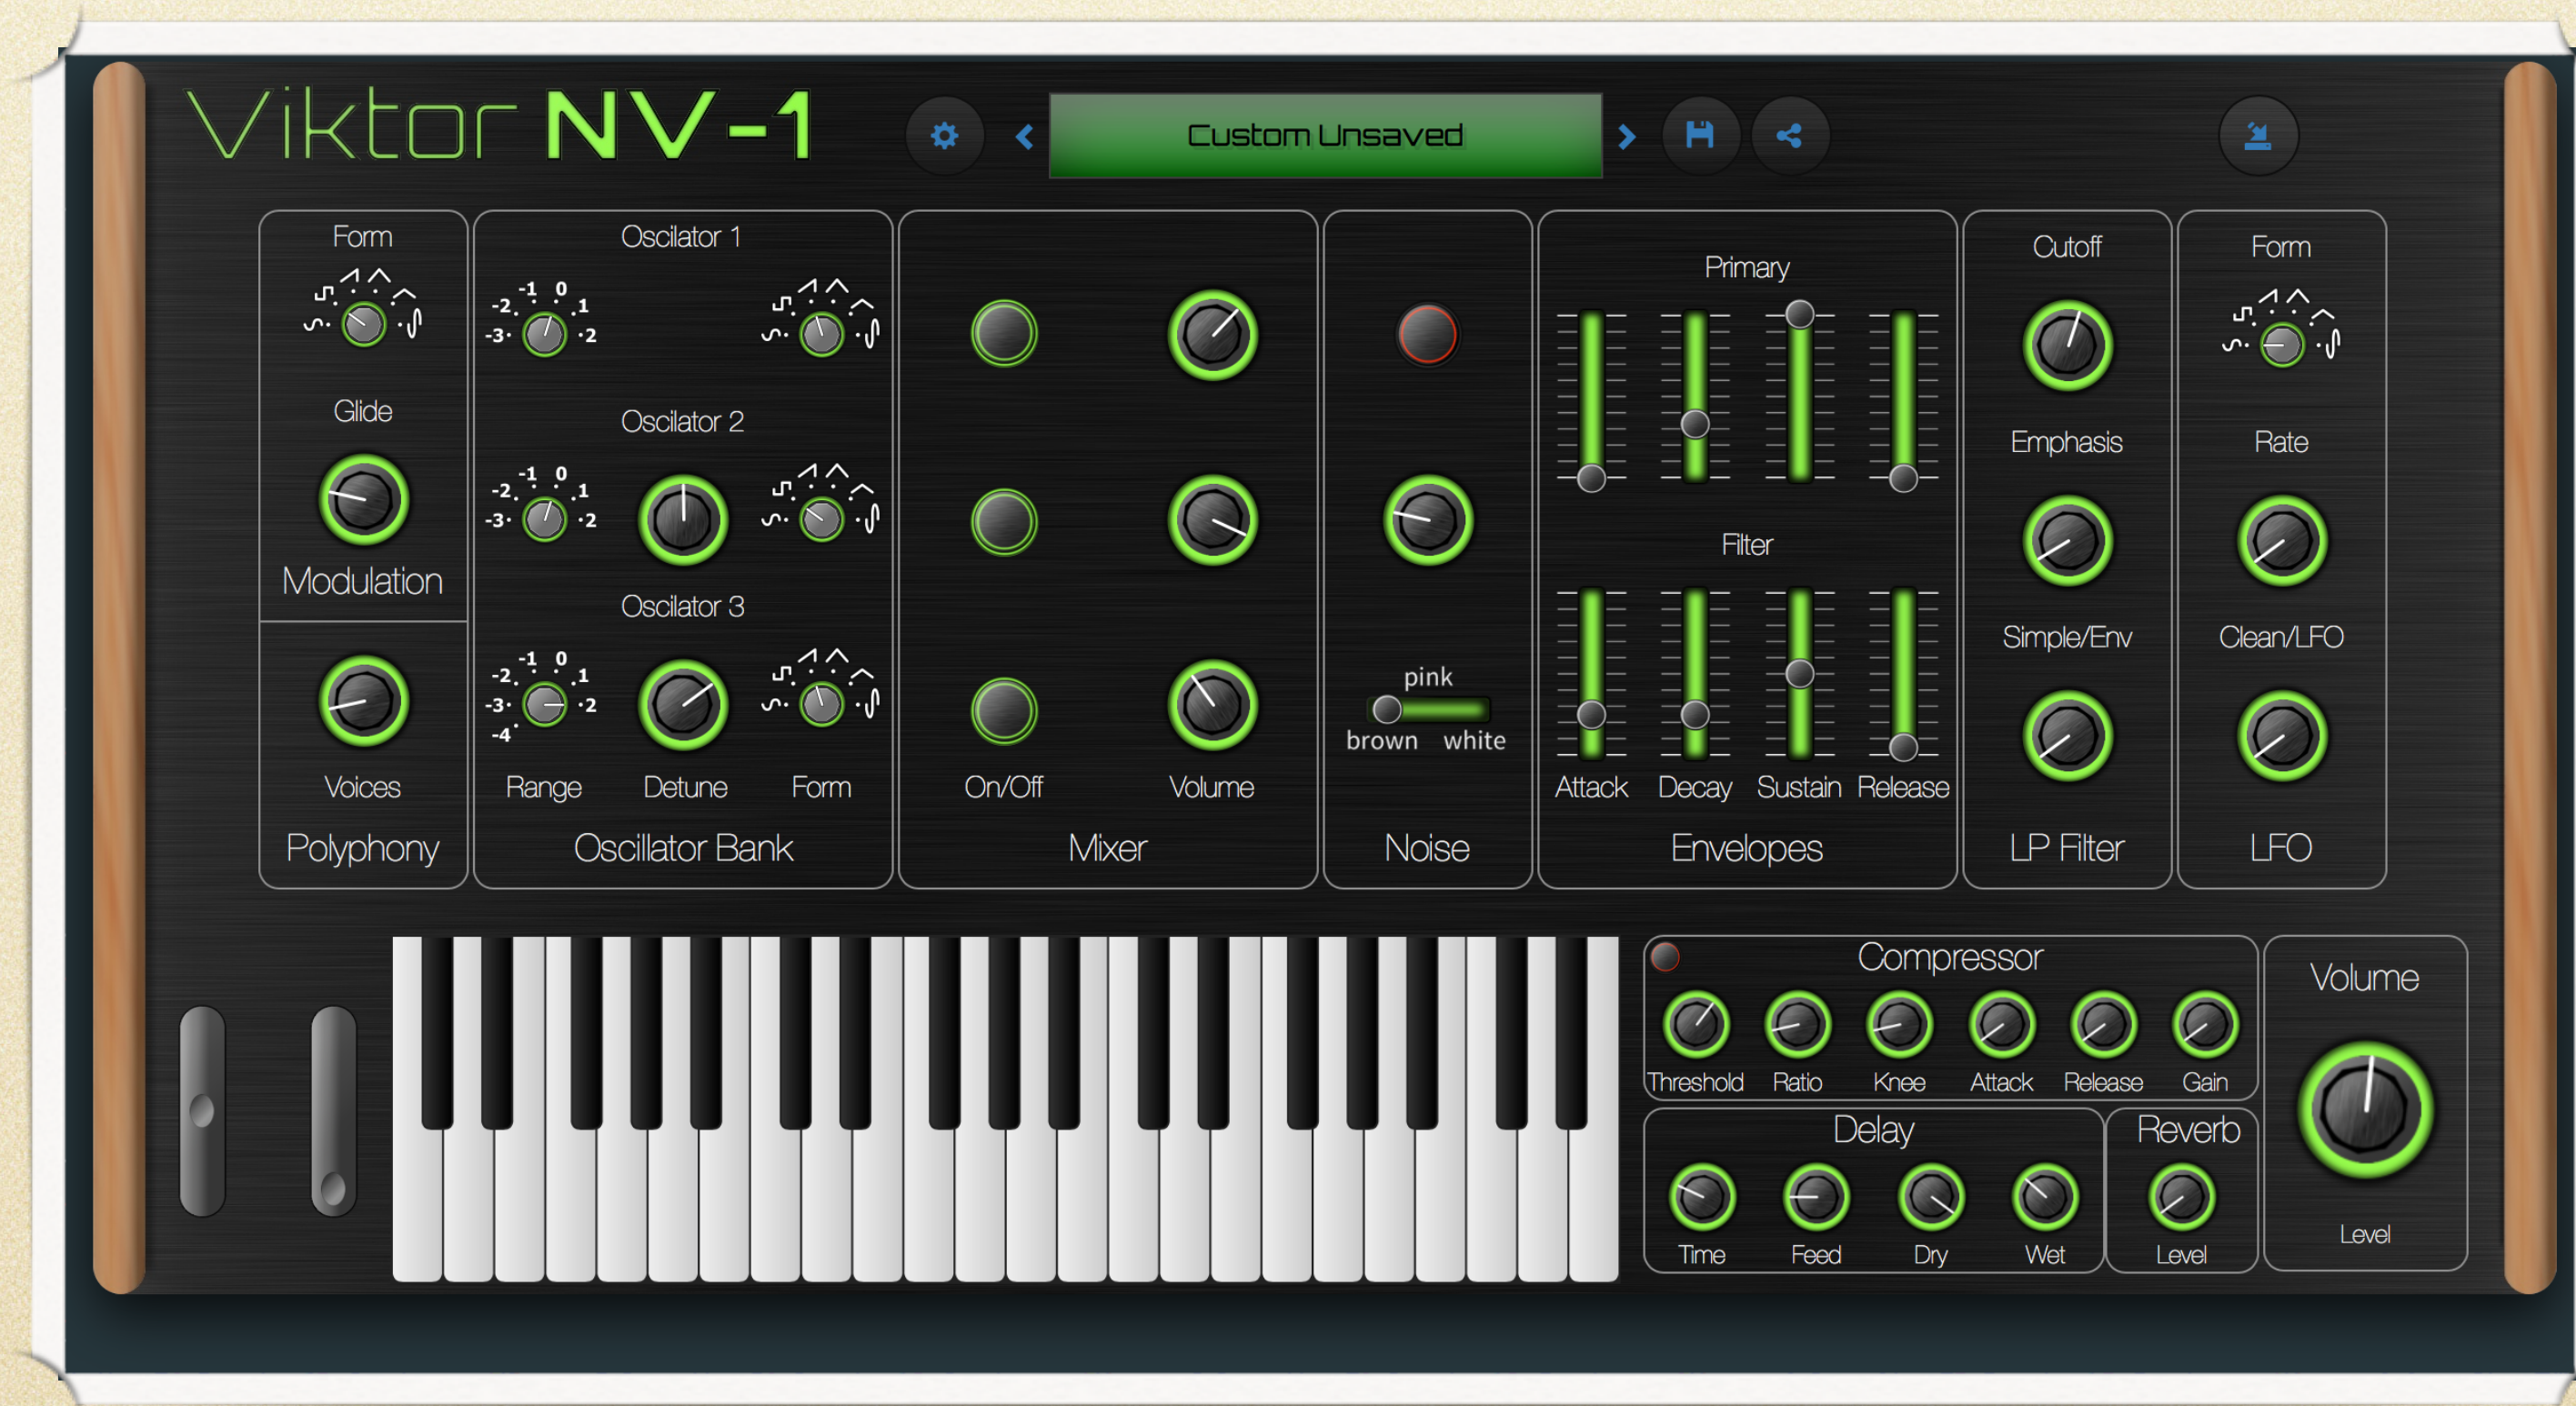 Viktor NV-1
Custom Unsaved
Form
Glide
Modulation
Voices
Polyphony
Oscilator 1
-3 -2 -1 0 1 2
Oscilator 2
-3 -2 -1 0 1 2
Oscilator 3
-4 -3 -2 -1 0 1 2
Range Detune Form
Oscillator Bank
On/Off Volume
Mixer
pink
brown white
Noise
Primary
Filter
Attack Decay Sustain Release
Envelopes
Cutoff
Emphasis
Simple/Env
LP Filter
Form
Rate
Clean/LFO
LFO
Compressor
Threshold Ratio Knee Attack Release Gain
Delay
Time Feed Dry Wet
Reverb
Level
Volume
Level